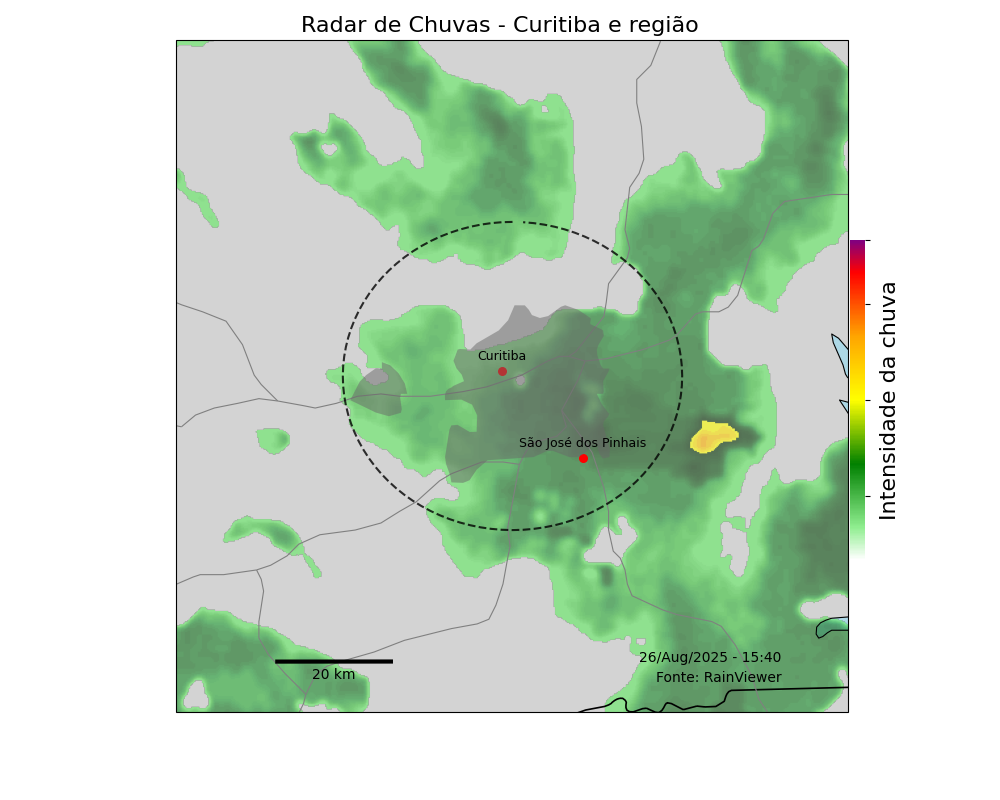 Radar de Chuvas - Curitiba e região
Curitiba
São José dos Pinhais
Intensidade da chuva
26/Aug/2025 - 15:40
Fonte: RainViewer
20 km